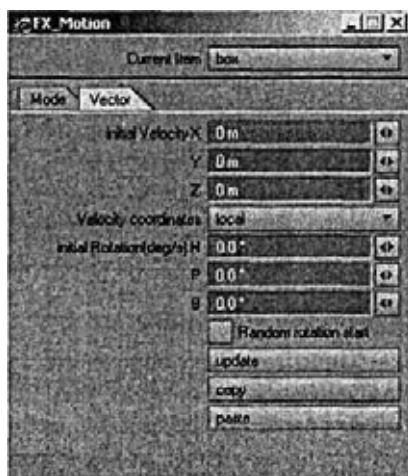 FX_Motion
Current Item box
Mode Vector
Initial Velocity X 0 m
Y 0 m
Z 0 m
Velocity coordinates local
initial Rotation(deg/s) H 0.0°
P 0.0°
B 0.0°
Random rotation start
update
copy
paste